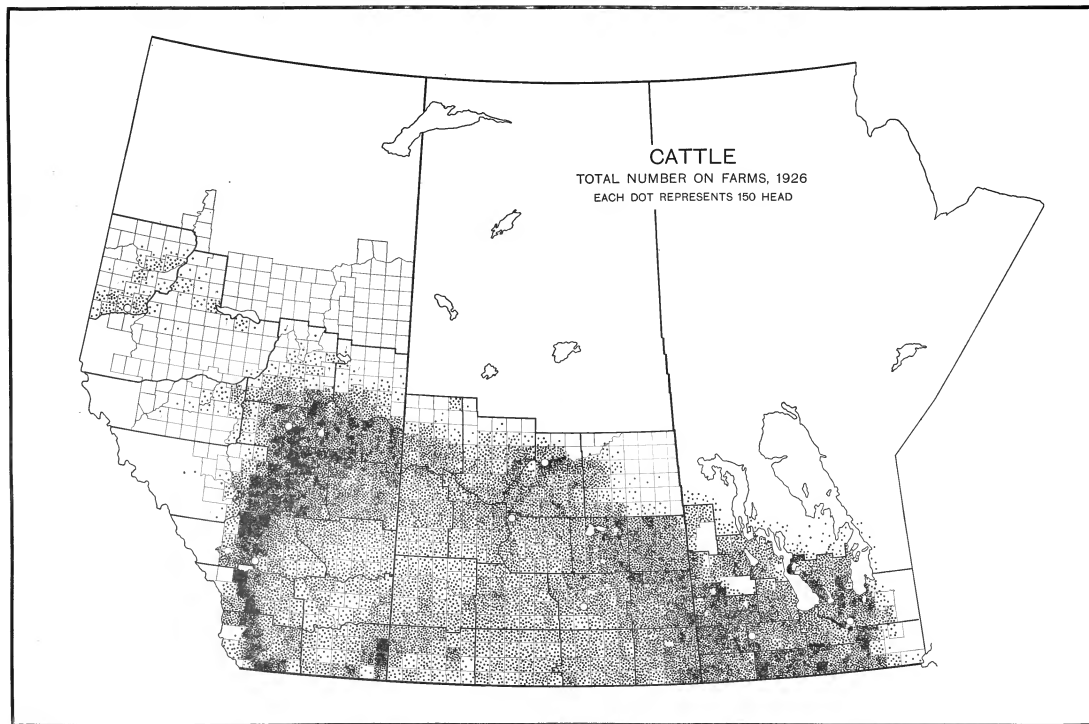 CATTLE
TOTAL NUMBER ON FARMS, 1926
EACH DOT REPRESENTS 150 HEAD